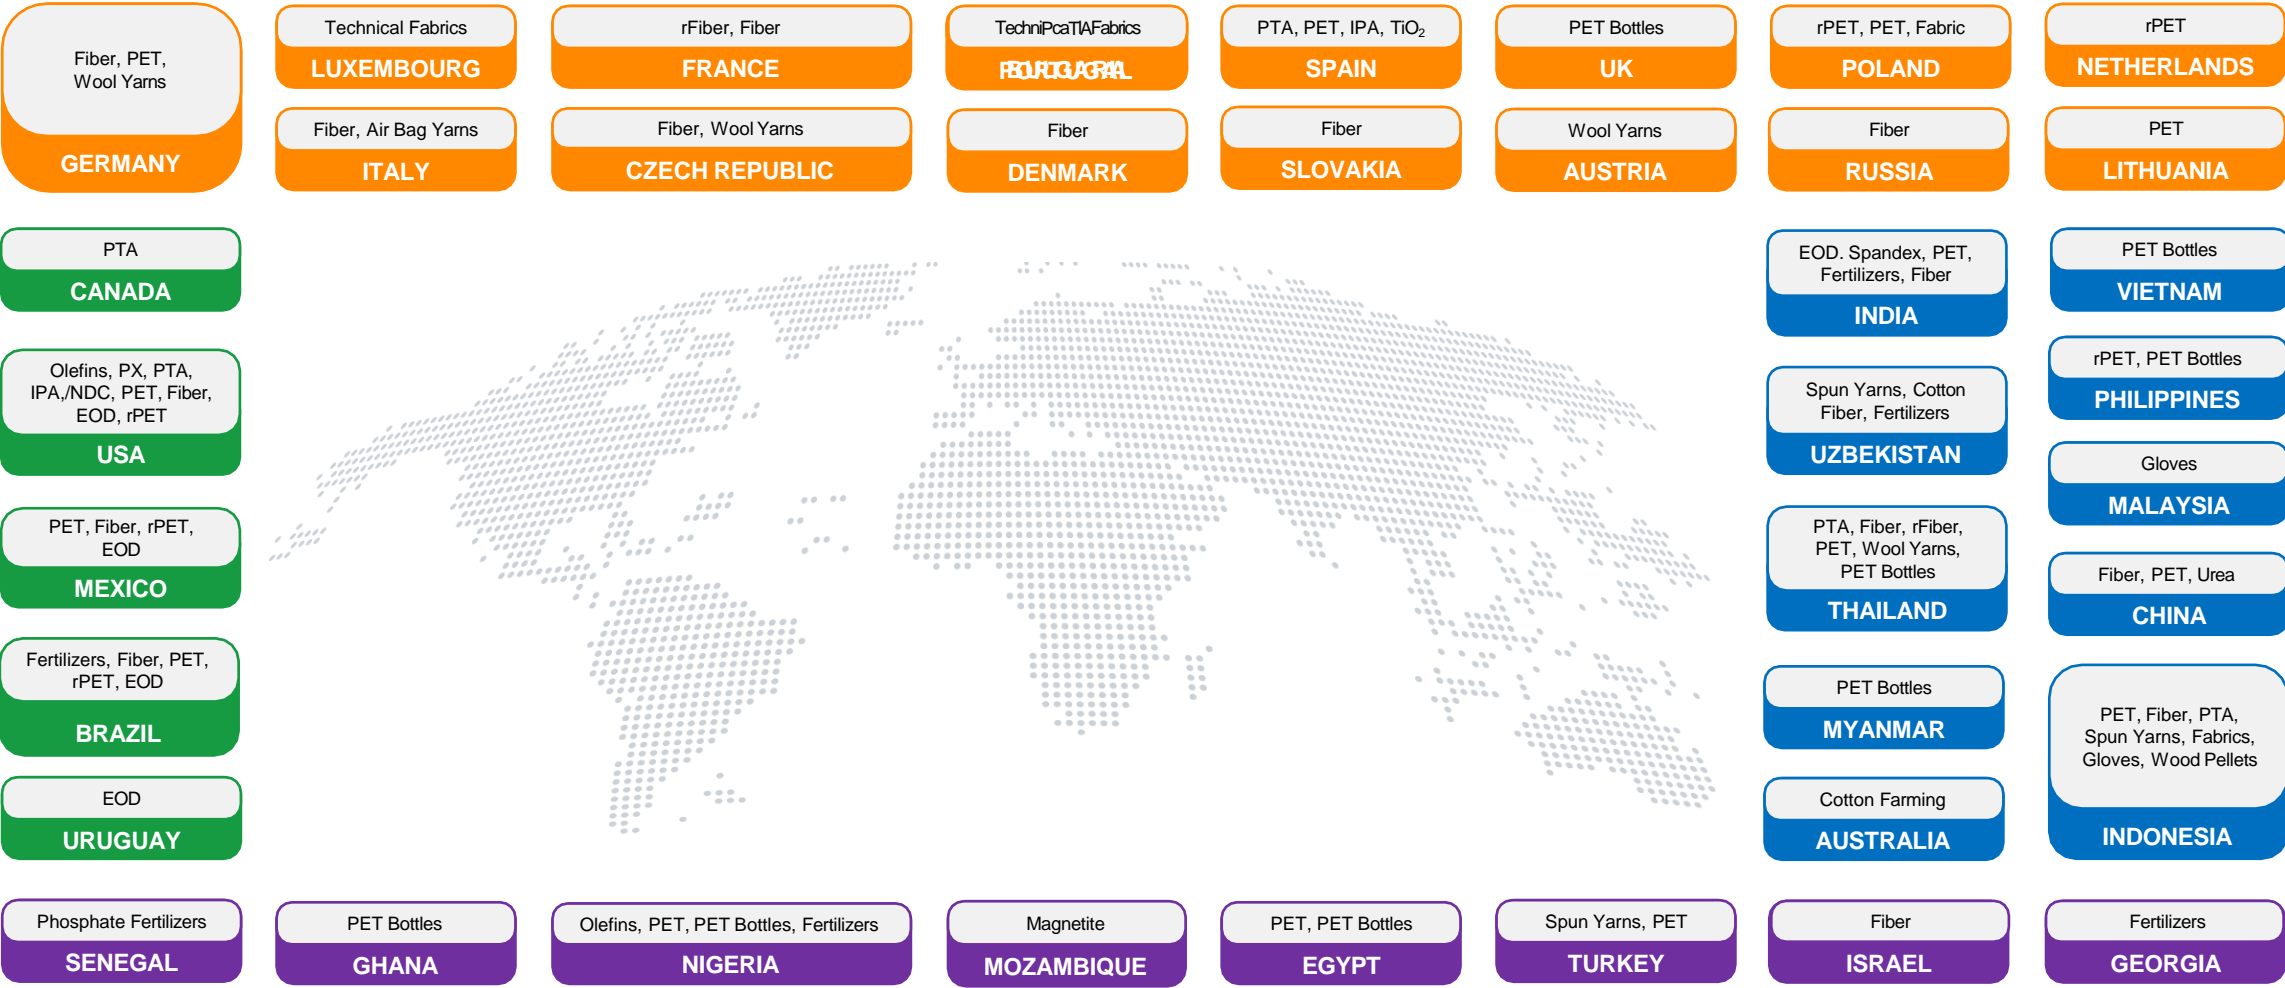 Fiber, PET,
Wool Yarns
GERMANY
Technical Fabrics
LUXEMBOURG
rFiber, Fiber
FRANCE
PTA, PET, IPA, TiO₂
SPAIN
PET Bottles
UK
rPET, PET, Fabric
POLAND
rPET
NETHERLANDS
Fiber, Air Bag Yarns
ITALY
Fiber, Wool Yarns
CZECH REPUBLIC
Fiber
DENMARK
Fiber
SLOVAKIA
Wool Yarns
AUSTRIA
Fiber
RUSSIA
PET
LITHUANIA
PTA
CANADA
Olefins, PX, PTA,
IPA,/NDC, PET, Fiber,
EOD, rPET
USA
PET, Fiber, rPET,
EOD
MEXICO
Fertilizers, Fiber, PET,
rPET, EOD
BRAZIL
EOD
URUGUAY
EOD. Spandex, PET,
Fertilizers, Fiber
INDIA
Spun Yarns, Cotton
Fiber, Fertilizers
UZBEKISTAN
PTA, Fiber, rFiber,
PET, Wool Yarns,
PET Bottles
THAILAND
PET Bottles
MYANMAR
Cotton Farming
AUSTRALIA
PET Bottles
VIETNAM
rPET, PET Bottles
PHILIPPINES
Gloves
MALAYSIA
Fiber, PET, Urea
CHINA
PET, Fiber, PTA,
Spun Yarns, Fabrics,
Gloves, Wood Pellets
INDONESIA
Phosphate Fertilizers
SENEGAL
PET Bottles
GHANA
Olefins, PET, PET Bottles, Fertilizers
NIGERIA
Magnetite
MOZAMBIQUE
PET, PET Bottles
EGYPT
Spun Yarns, PET
TURKEY
Fiber
ISRAEL
Fertilizers
GEORGIA